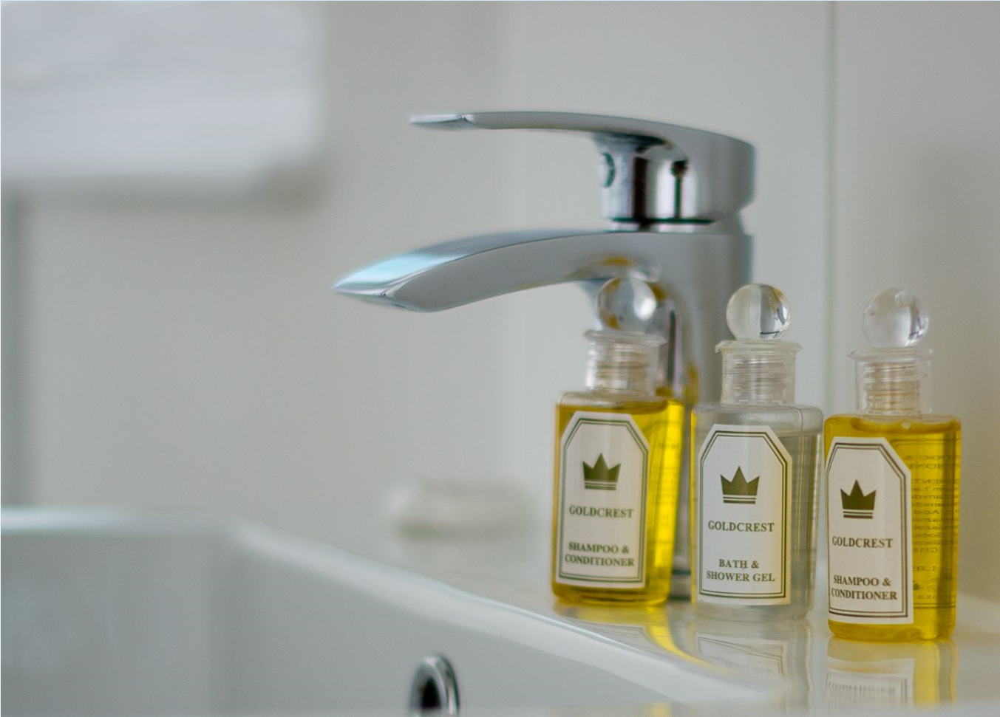 GOLDCREST
SHAMPOO &
CONDITIONER
GOLDCREST
BATH &
SHOWER GEL
GOLDCREST
SHAMPOO &
CONDITIONER